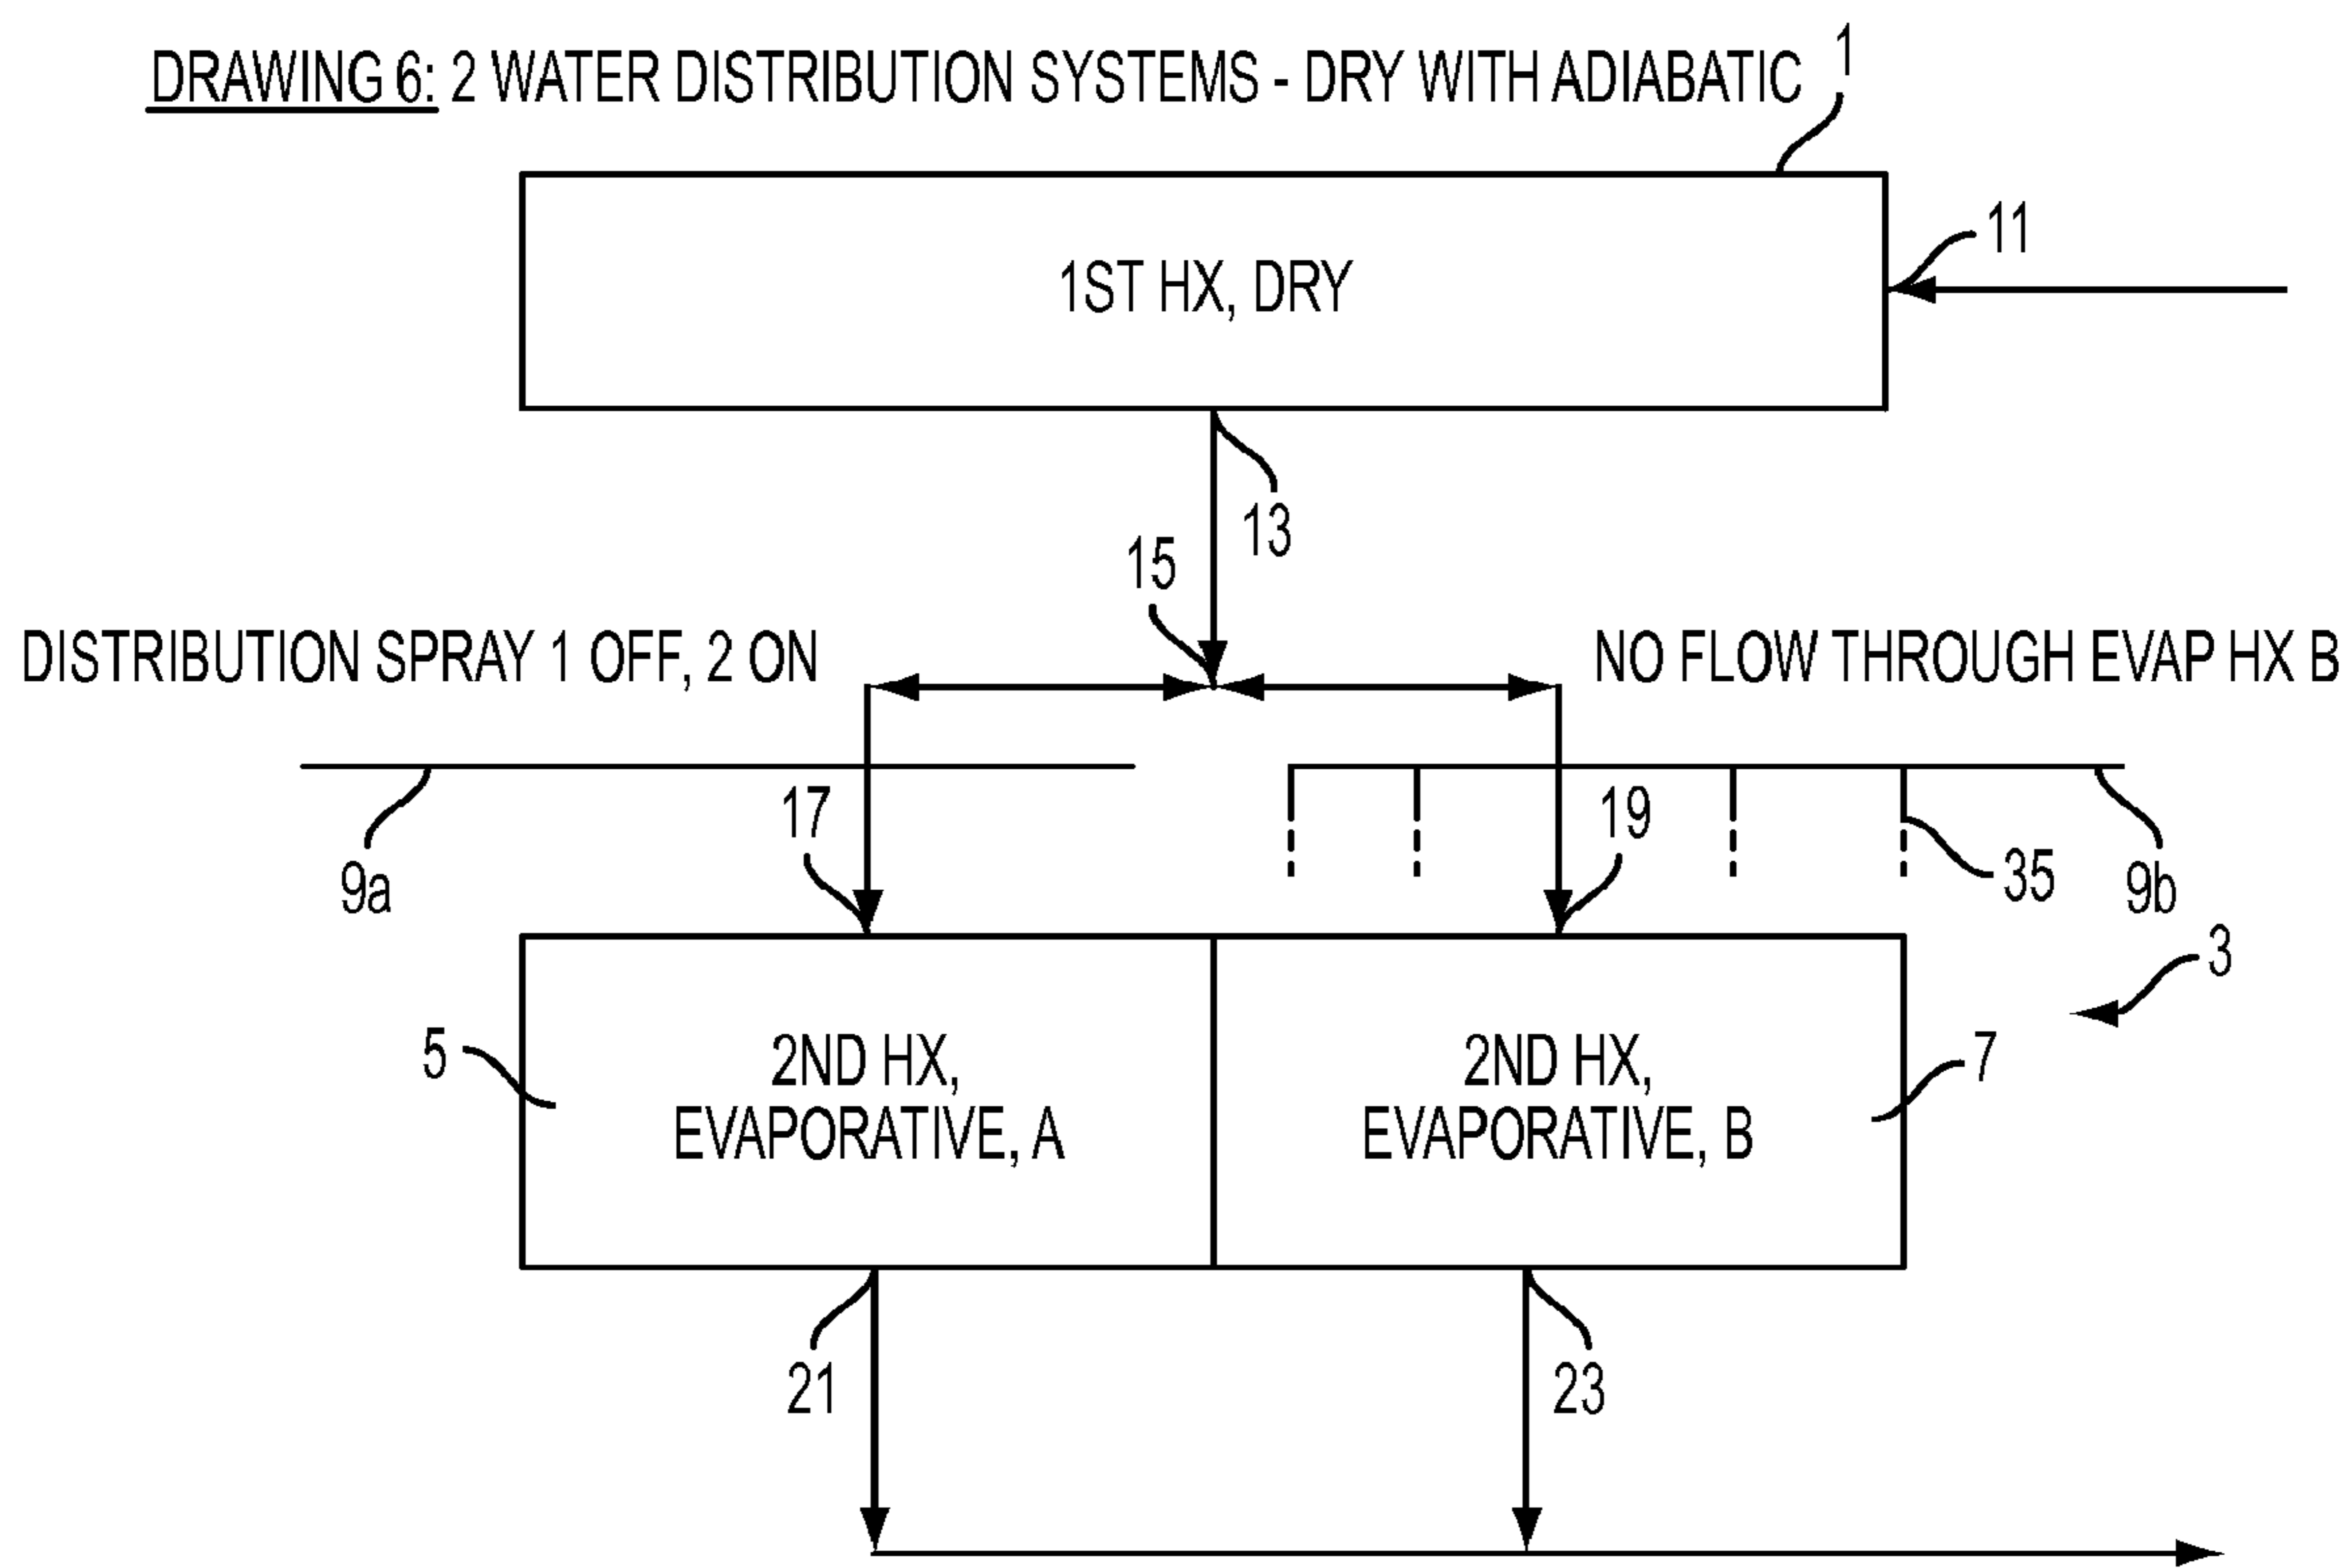 DRAWING 6: 2 WATER DISTRIBUTION SYSTEMS - DRY WITH ADIABATIC
1
11
1ST HX, DRY
13
15
DISTRIBUTION SPRAY 1 OFF, 2 ON
NO FLOW THROUGH EVAP HX B
17
19
9a
35
9b
3
5
2ND HX,
EVAPORATIVE, A
2ND HX,
EVAPORATIVE, B
7
21
23